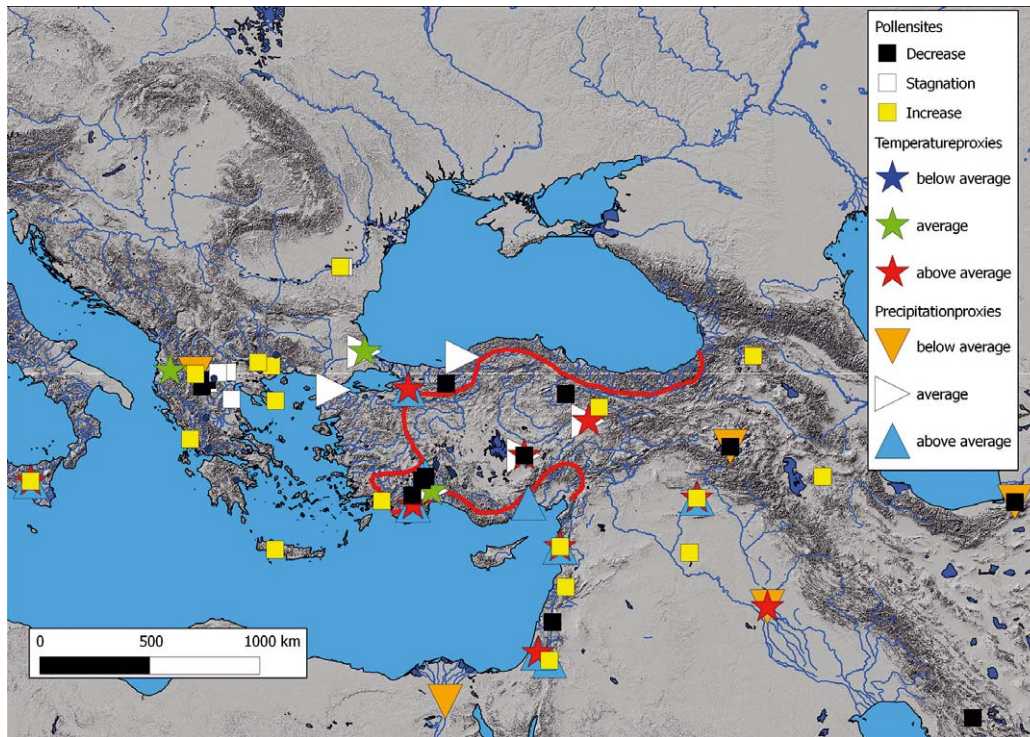 Pollensites
Decrease
Stagnation
Increase
Temperatureproxies
below average
average
above average
Precipitationproxies
below average
average
above average
0 500 1000 km